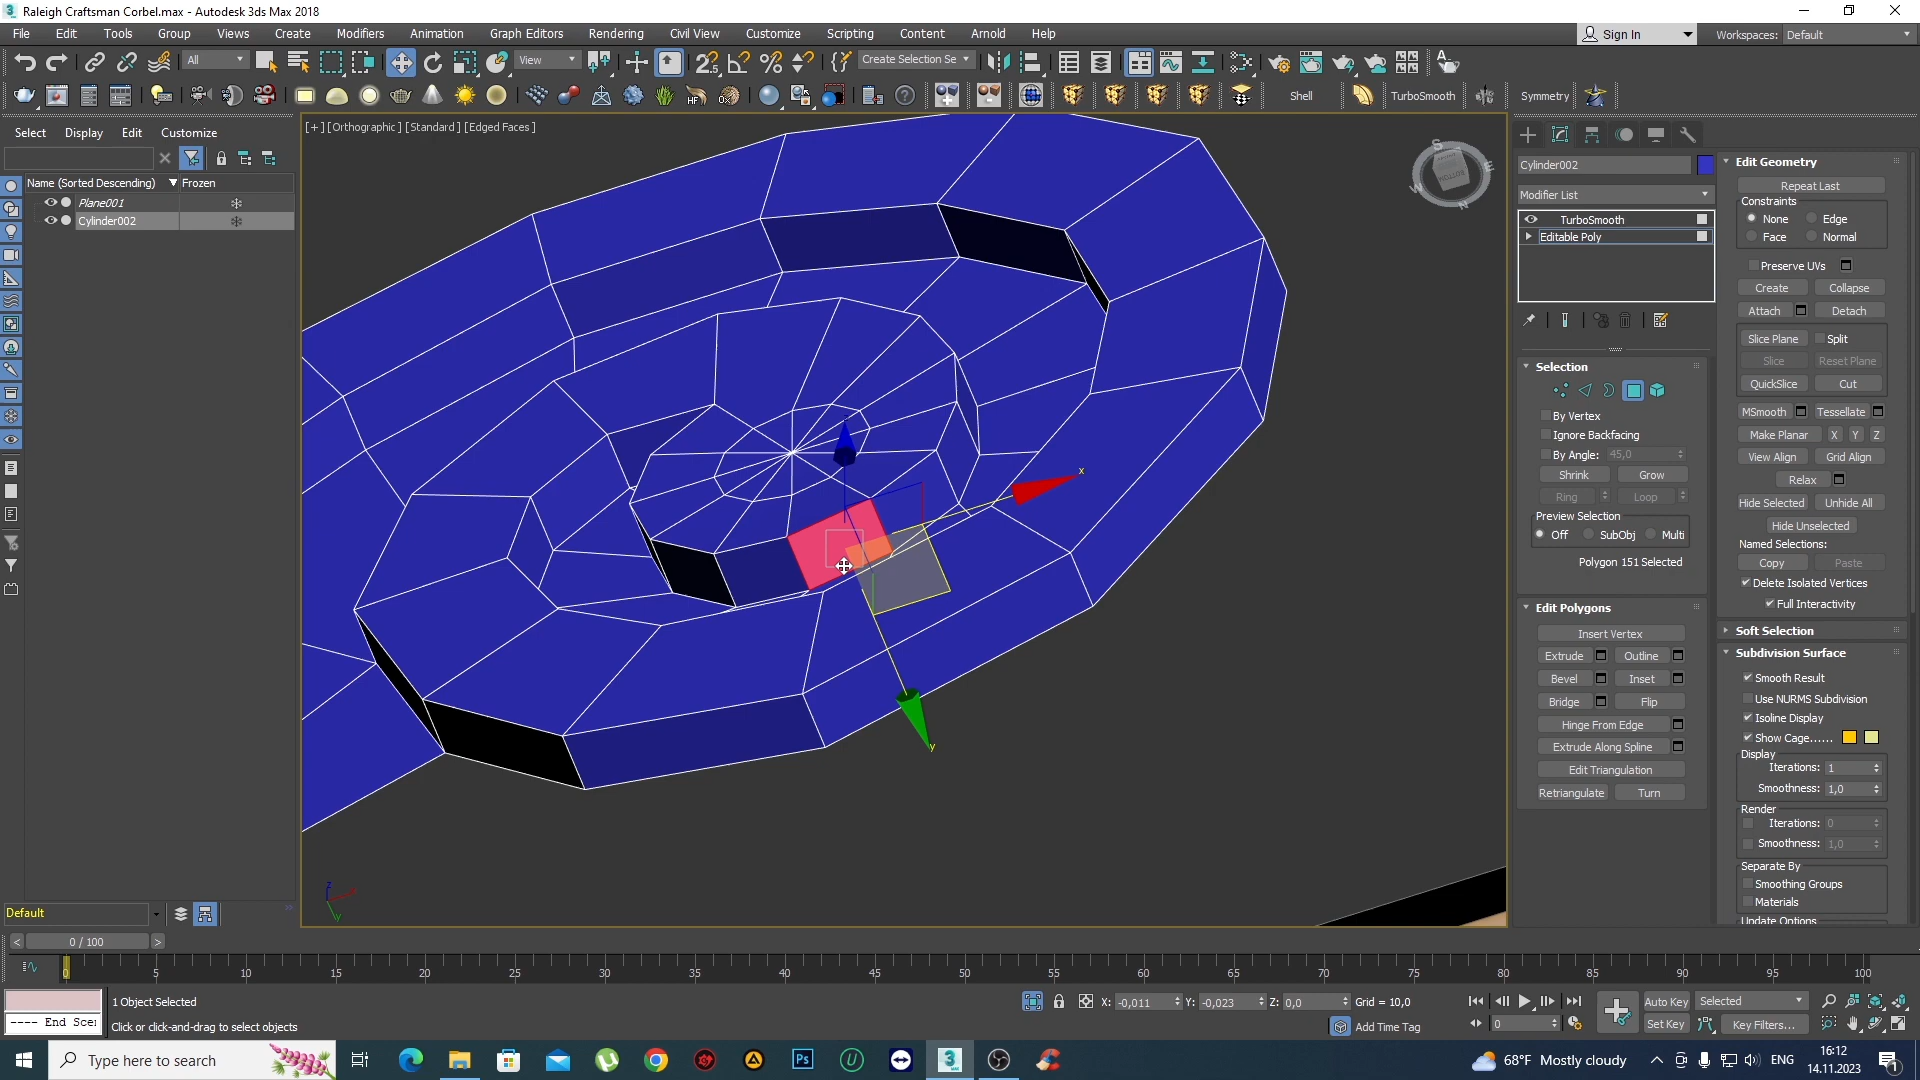 Raleigh Craftsman Corbel.max - Autodesk 3ds Max 2018
File Edit Tools Group Views Create Modifiers Animation Graph Editors Rendering Civil View Customize Scripting Content Arnold Help
Sign In Workspaces: Default
All View Create Selection Se
Shell TurboSmooth Symmetry
Select Display Edit Customize
Name (Sorted Descending) Frozen
Plane001
Cylinder002
[+] [Orthographic] [Standard] [Edged Faces]
x
y
S
E
W
N
z
y
Cylinder002
Modifier List
TurboSmooth
Editable Poly
Selection
By Vertex
Ignore Backfacing
By Angle: 45,0
Shrink Grow
Ring Loop
Preview Selection
Off SubObj Multi
Polygon 151 Selected
Edit Polygons
Insert Vertex
Extrude Outline
Bevel Inset
Bridge Flip
Hinge From Edge
Extrude Along Spline
Edit Triangulation
Retriangulate Turn
Edit Geometry
Repeat Last
Constraints
None Edge
Face Normal
Preserve UVs
Create Collapse
Attach Detach
Slice Plane Split
Slice Reset Plane
QuickSlice Cut
MSmooth Tessellate
Make Planar X Y Z
View Align Grid Align
Relax
Hide Selected Unhide All
Hide Unselected
Named Selections:
Copy Paste
Delete Isolated Vertices
Full Interactivity
Soft Selection
Subdivision Surface
Smooth Result
Use NURMS Subdivision
Isoline Display
Show Cage......
Display
Iterations: 1
Smoothness: 1,0
Render
Iterations: 0
Smoothness: 1,0
Separate By
Smoothing Groups
Materials
Update Options
Default
< 0 / 100 >
0 5 10 15 20 25 30 35 40 45 50 55 60 65 70 75 80 85 90 95 100
---- End Sce
1 Object Selected
Click or click-and-drag to select objects
X: -0,011 Y: -0,023 Z: 0,0 Grid = 10,0
Add Time Tag
0
Auto Key Selected
Set Key Key Filters...
Type here to search
68°F Mostly cloudy ENG
16:12
14.11.2023
1